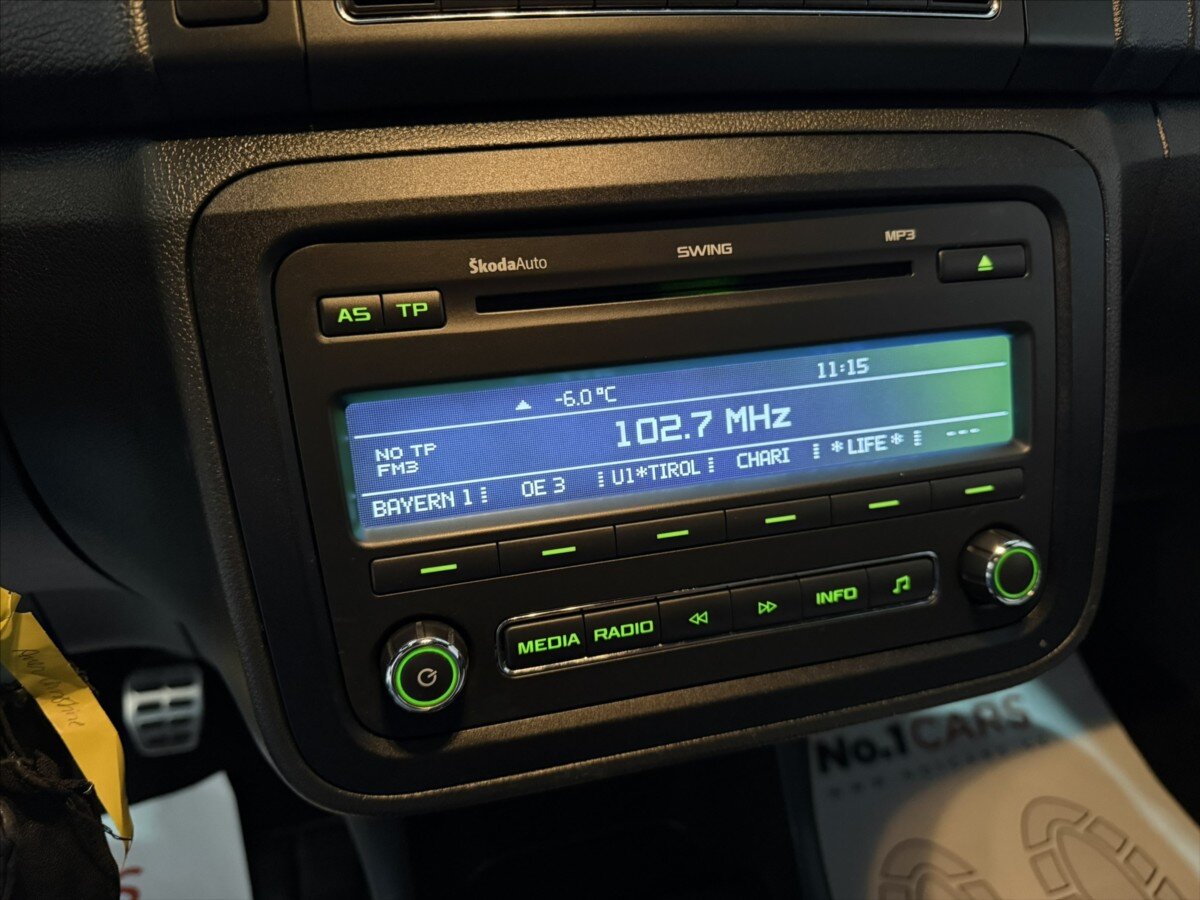 ŠkodaAuto SWING MP3
AS TP
-6.0 °C 11:15
NO TP 102.7 MHz
FM3
BAYERN 1 OE 3 U1*TIROL CHARI *LIFE* ---
MEDIA RADIO INFO
No.1CARS